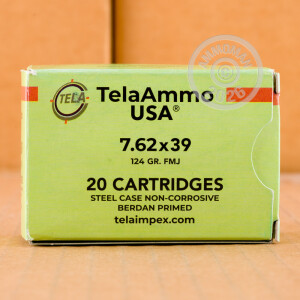 TELA
TelaAmmo
USA®
7.62x39
124 GR. FMJ
20 CARTRIDGES
STEEL CASE NON-CORROSIVE
BERDAN PRIMED
telaimpex.com